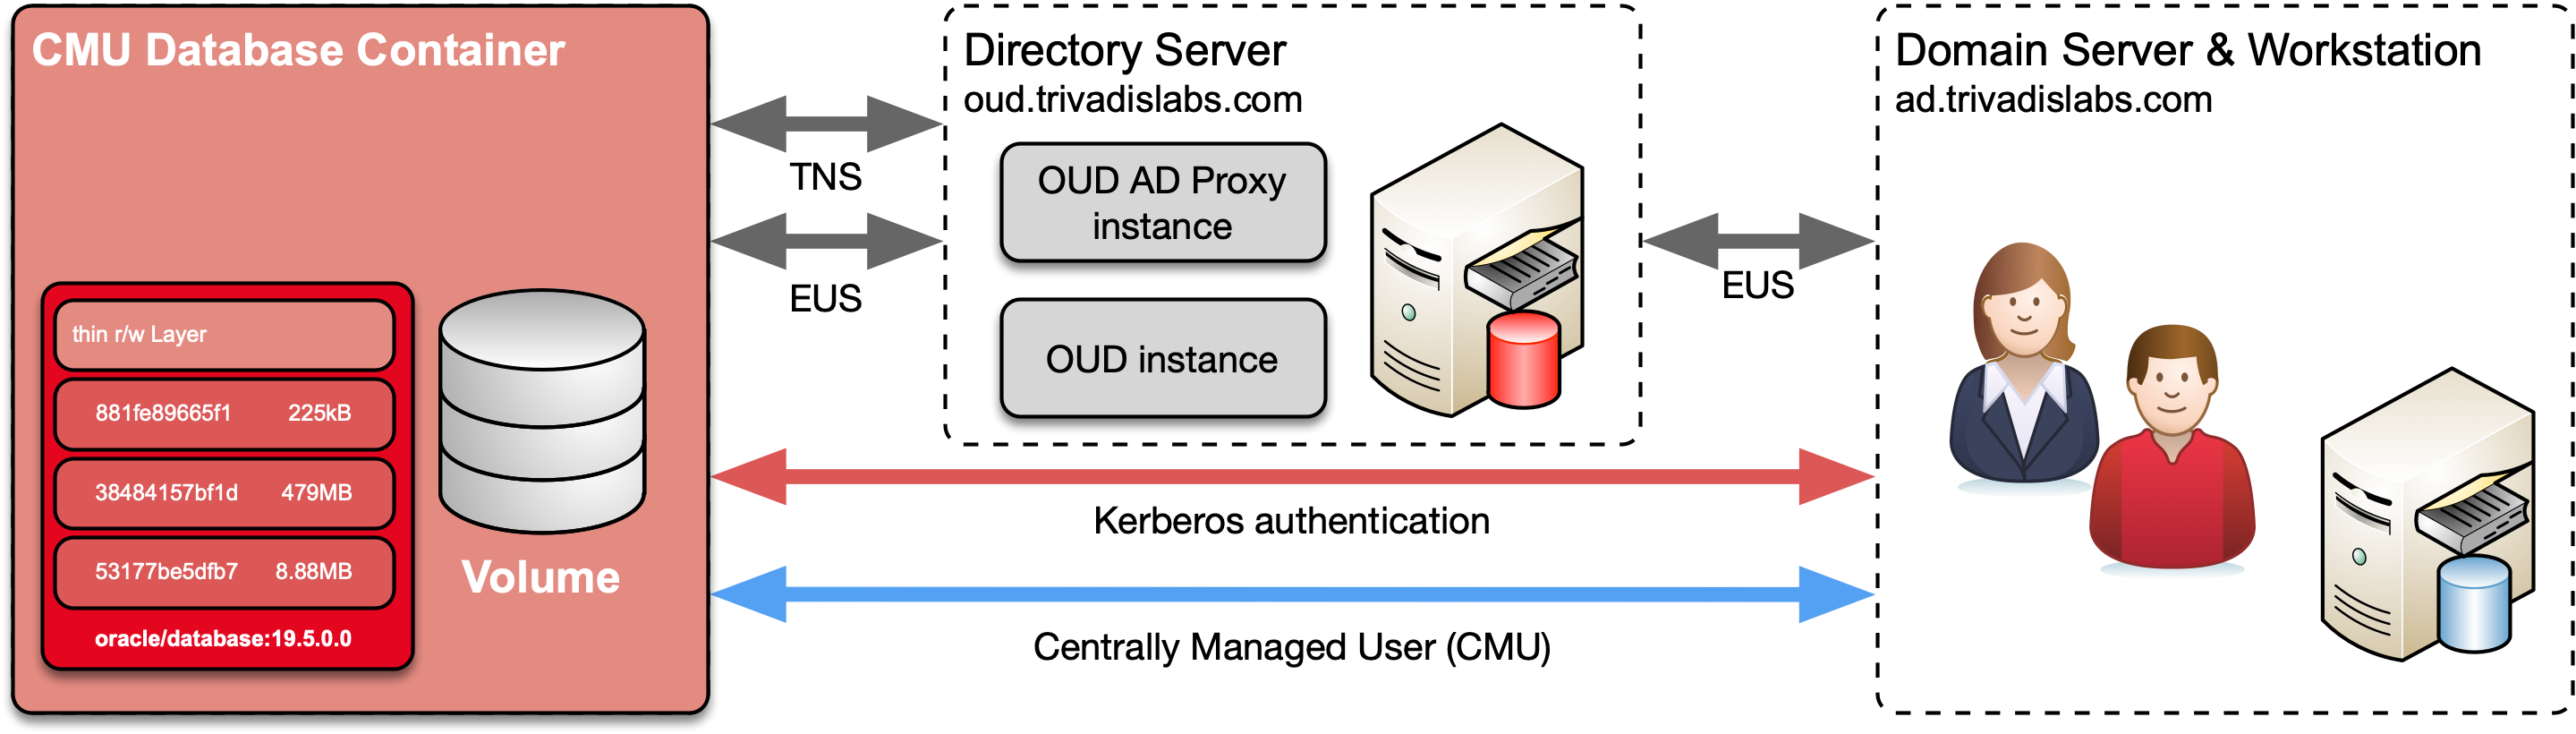 CMU Database Container
thin r/w Layer
881fe89665f1 225kB
38484157bf1d 479MB
53177be5dfb7 8.88MB
oracle/database:19.5.0.0
Volume
TNS
EUS
Directory Server
oud.trivadislabs.com
OUD AD Proxy
instance
OUD instance
EUS
Kerberos authentication
Centrally Managed User (CMU)
Domain Server & Workstation
ad.trivadislabs.com